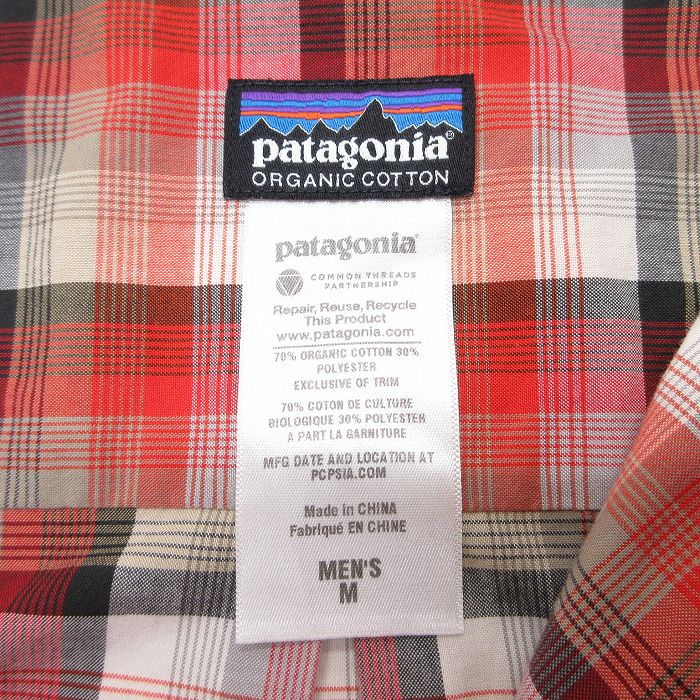 patagonia®
ORGANIC COTTON
patagonia®
COMMON THREADS
PARTNERSHIP
Repair, Reuse, Recycle
This Product
www.patagonia.com
70% ORGANIC COTTON 30%
POLYESTER
EXCLUSIVE OF TRIM
70% COTON DE CULTURE
BIOLOGIQUE 30% POLYESTER
A PART LA GARNITURE
MFG DATE AND LOCATION AT
PCPSIA.COM
Made in CHINA
Fabriqué EN CHINE
MEN'S
M